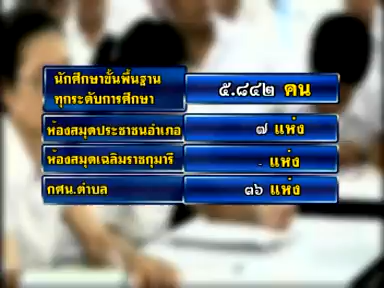 นักศึกษาขั้นพื้นฐาน
ทุกระดับการศึกษา
๕.๘๔๒ คน
ห้องสมุดประชาชนอำเภอ
๗ แห่ง
ห้องสมุดเฉลิมราชกุมารี
- แห่ง
กศน.ตำบล
๓๖ แห่ง